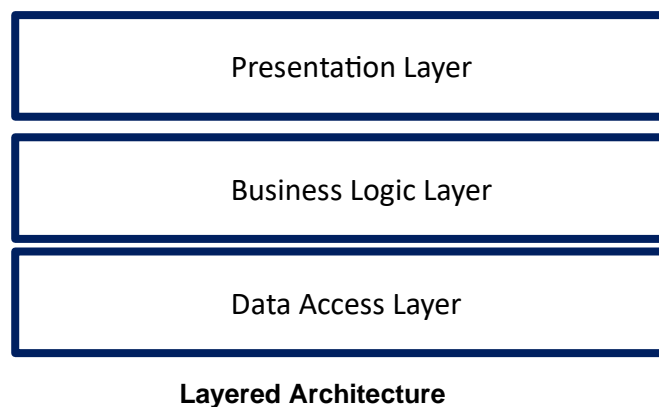 Presentation Layer
Business Logic Layer
Data Access Layer
Layered Architecture